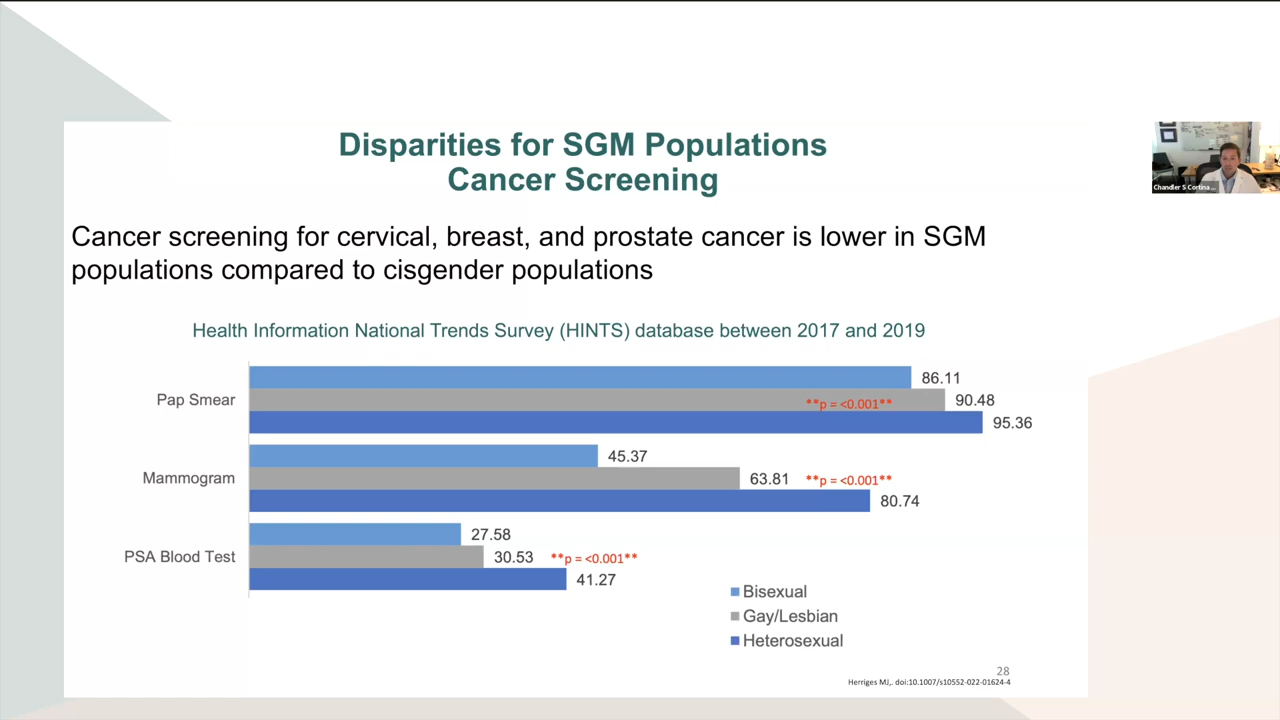 Disparities for SGM Populations
Cancer Screening
Chandler S Cortina ...
Cancer screening for cervical, breast, and prostate cancer is lower in SGM
populations compared to cisgender populations
Health Information National Trends Survey (HINTS) database between 2017 and 2019
86.11
Pap Smear **p = <0.001** 90.48
95.36
45.37
Mammogram 63.81 **p = <0.001**
80.74
27.58
PSA Blood Test 30.53 **p = <0.001**
41.27
Bisexual
Gay/Lesbian
Heterosexual
28
Herriges MJ,. doi:10.1007/s10552-022-01624-4